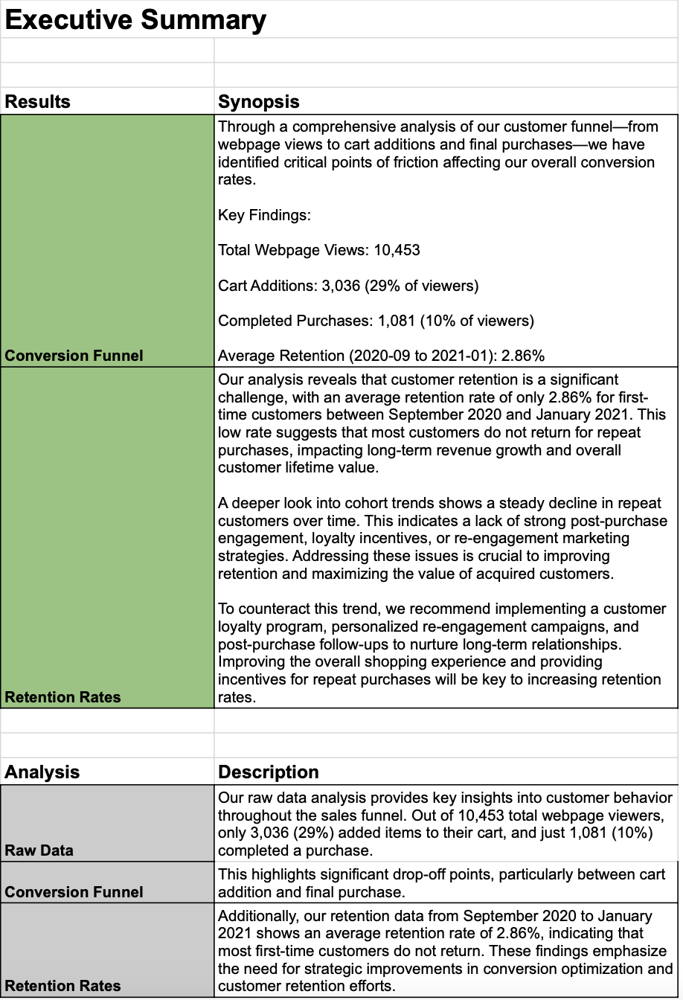 Executive Summary
Results
Synopsis
Through a comprehensive analysis of our customer funnel—from
webpage views to cart additions and final purchases—we have
identified critical points of friction affecting our overall conversion
rates.
Key Findings:
Total Webpage Views: 10,453
Cart Additions: 3,036 (29% of viewers)
Completed Purchases: 1,081 (10% of viewers)
Conversion Funnel
Average Retention (2020-09 to 2021-01): 2.86%
Our analysis reveals that customer retention is a significant
challenge, with an average retention rate of only 2.86% for first-
time customers between September 2020 and January 2021. This
low rate suggests that most customers do not return for repeat
purchases, impacting long-term revenue growth and overall
customer lifetime value.
A deeper look into cohort trends shows a steady decline in repeat
customers over time. This indicates a lack of strong post-purchase
engagement, loyalty incentives, or re-engagement marketing
strategies. Addressing these issues is crucial to improving
retention and maximizing the value of acquired customers.
To counteract this trend, we recommend implementing a customer
loyalty program, personalized re-engagement campaigns, and
post-purchase follow-ups to nurture long-term relationships.
Improving the overall shopping experience and providing
incentives for repeat purchases will be key to increasing retention
Retention Rates
rates.
Analysis
Description
Our raw data analysis provides key insights into customer behavior
throughout the sales funnel. Out of 10,453 total webpage viewers,
only 3,036 (29%) added items to their cart, and just 1,081 (10%)
Raw Data
completed a purchase.
This highlights significant drop-off points, particularly between cart
Conversion Funnel
addition and final purchase.
Additionally, our retention data from September 2020 to January
2021 shows an average retention rate of 2.86%, indicating that
most first-time customers do not return. These findings emphasize
the need for strategic improvements in conversion optimization and
Retention Rates
customer retention efforts.